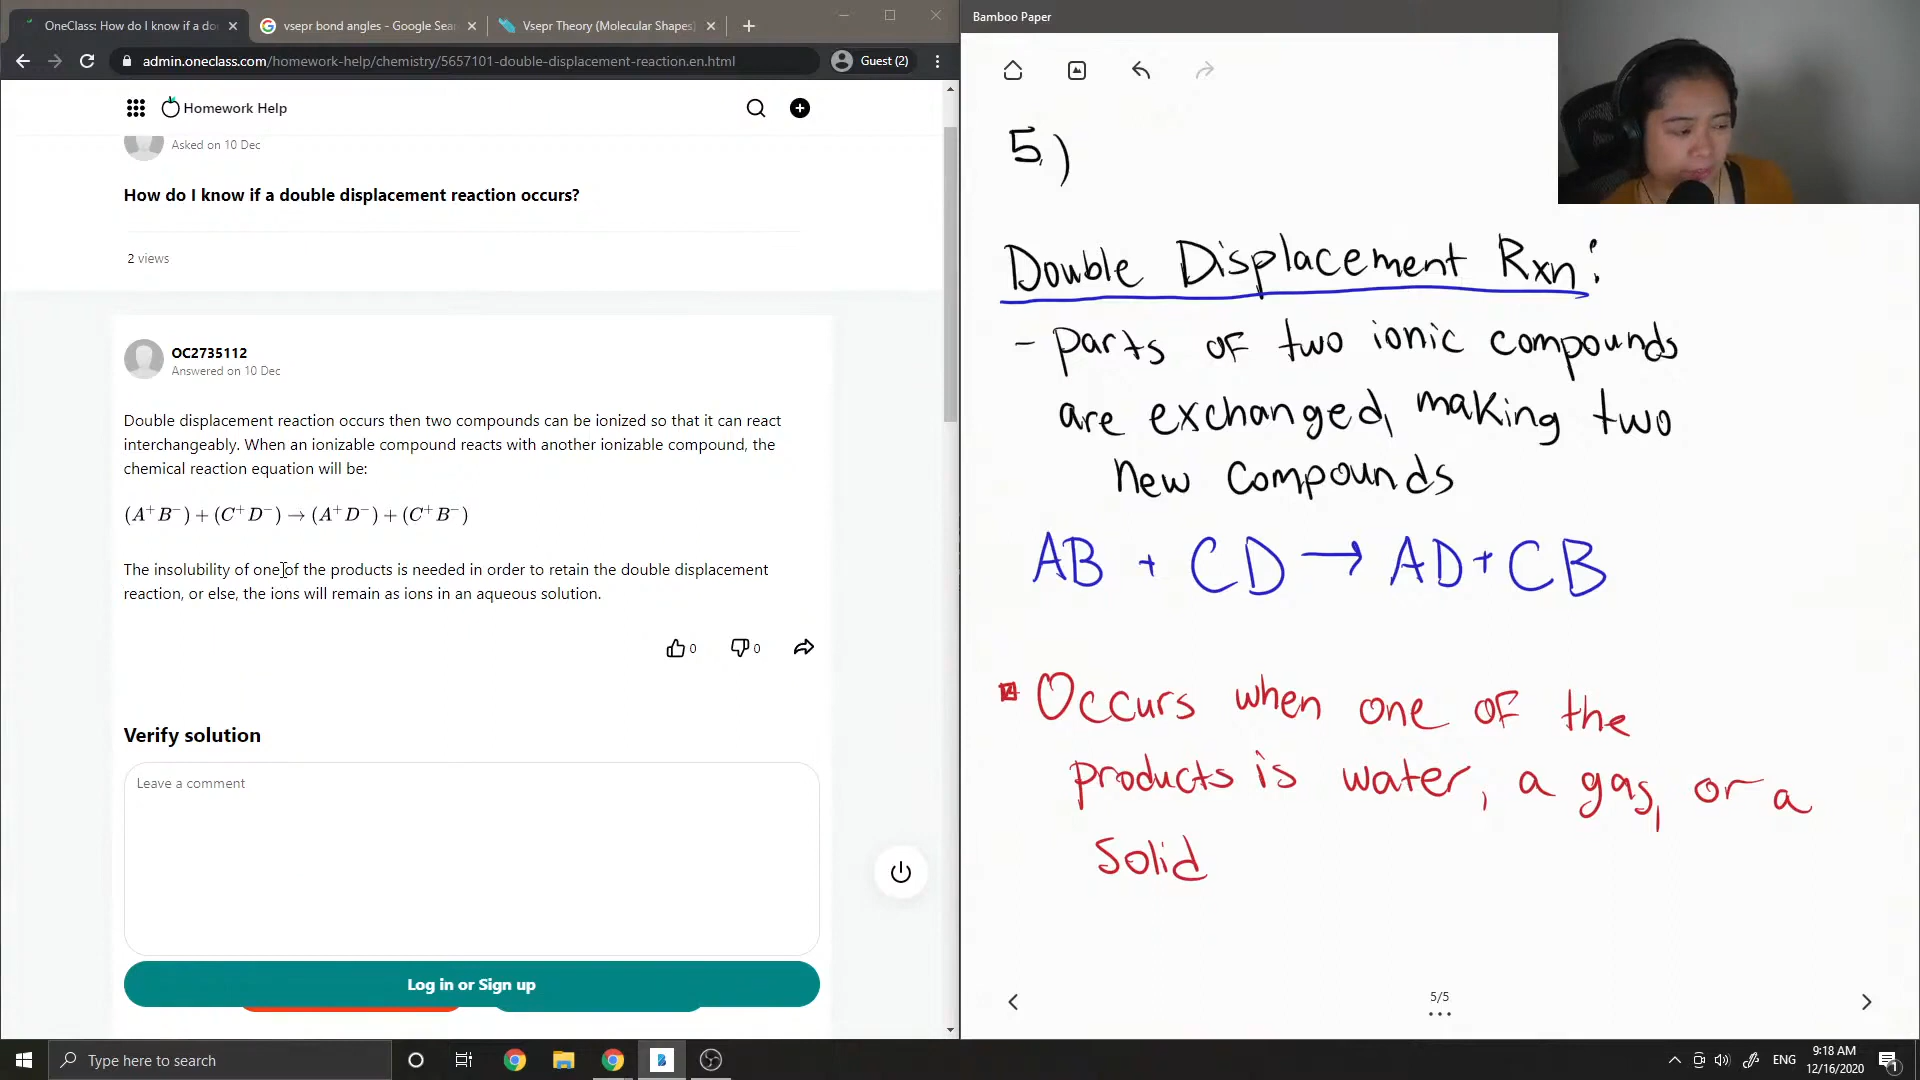 OneClass: How do I know if a do
vsepr bond angles - Google Sea
Vsepr Theory (Molecular Shapes)
admin.oneclass.com/homework-help/chemistry/5657101-double-displacement-reaction.en.html
Guest (2)
Homework Help
Asked on 10 Dec
How do I know if a double displacement reaction occurs?
2 views
OC2735112
Answered on 10 Dec
Double displacement reaction occurs then two compounds can be ionized so that it can react
interchangeably. When an ionizable compound reacts with another ionizable compound, the
chemical reaction equation will be:
(A⁺B⁻) + (C⁺D⁻) → (A⁺D⁻) + (C⁺B⁻)
The insolubility of one of the products is needed in order to retain the double displacement
reaction, or else, the ions will remain as ions in an aqueous solution.
0
0
Verify solution
Leave a comment
Log in or Sign up
Bamboo Paper
5.)
Double Displacement Rxn:
- parts of two ionic compounds
are exchanged, making two
new compounds
AB + CD → AD + CB
Occurs when one of the
products is water, a gas, or a
solid
5/5
Type here to search
B
ENG
9:18 AM
12/16/2020
1